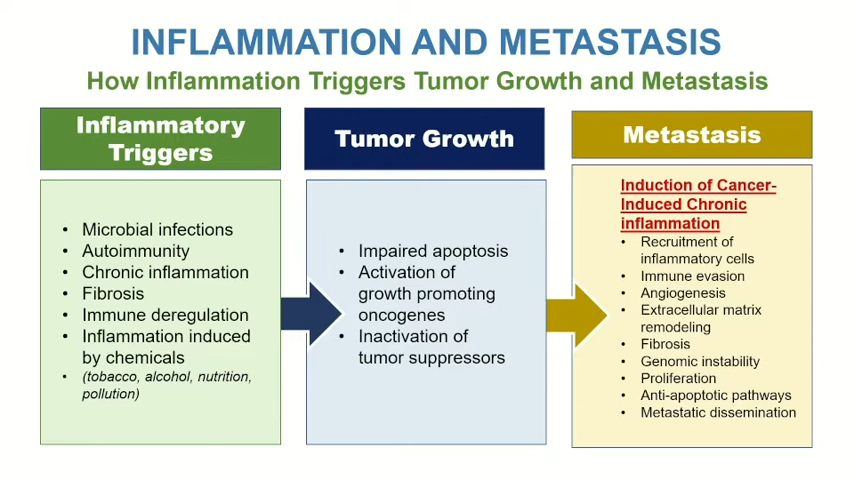 INFLAMMATION AND METASTASIS
How Inflammation Triggers Tumor Growth and Metastasis
Inflammatory
Triggers
• Microbial infections
• Autoimmunity
• Chronic inflammation
• Fibrosis
• Immune deregulation
• Inflammation induced
by chemicals
• (tobacco, alcohol, nutrition,
pollution)
Tumor Growth
• Impaired apoptosis
• Activation of
growth promoting
oncogenes
• Inactivation of
tumor suppressors
Metastasis
Induction of Cancer-
Induced Chronic
inflammation
• Recruitment of
inflammatory cells
• Immune evasion
• Angiogenesis
• Extracellular matrix
remodeling
• Fibrosis
• Genomic instability
• Proliferation
• Anti-apoptotic pathways
• Metastatic dissemination